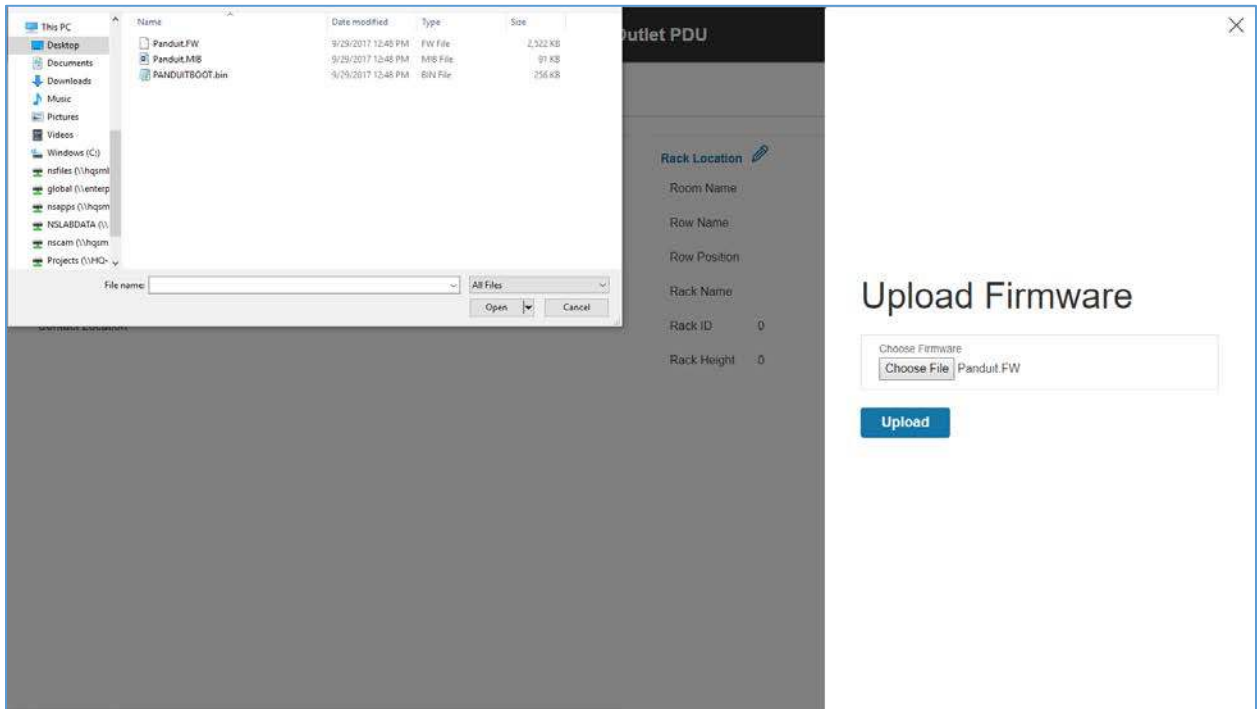 Name Date modified Type Size
This PC
Desktop
Documents
Downloads
Music
Pictures
Videos
Windows (C:)
nsfiles (\\hqsml
global (\\enterp
nsapps (\\hqsm
NSLABDATA (\\
nscam (\\hqsm
Projects (\\HQ-
Panduit.FW 9/29/2017 12:48 PM FW File 2,522 KB
Panduit.MIB 9/29/2017 12:48 PM MIB File 91 KB
PANDUITBOOT.bin 9/29/2017 12:48 PM BIN File 256 KB
File name: All Files
Open Cancel
Outlet PDU
Contact Location
Rack Location
Room Name
Row Name
Row Position
Rack Name
Rack ID 0
Rack Height 0
Upload Firmware
Choose Firmware
Choose File Panduit.FW
Upload